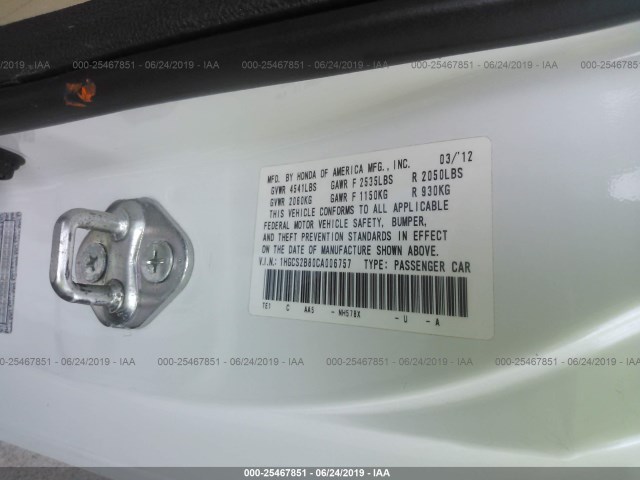 000-25467851 - 06/24/2019 - IAA
MFD. BY HONDA OF AMERICA MFG., INC. 03/'12
GVWR 4541LBS GAWR F 2535LBS R 2050LBS
GVWR 2060KG GAWR F 1150KG R 930KG
THIS VEHICLE CONFORMS TO ALL APPLICABLE
FEDERAL MOTOR VEHICLE SAFETY, BUMPER,
AND THEFT PREVENTION STANDARDS IN EFFECT
ON THE DATE OF MANUFACTURE SHOWN ABOVE.
V.I.N.: 1HGCS2B80CA006757 TYPE: PASSENGER CAR
TE1 C AA5 - NH578X - U - A
000-25467851 - 06/24/2019 - IAA
000-25467851 - 06/24/2019 - IAA